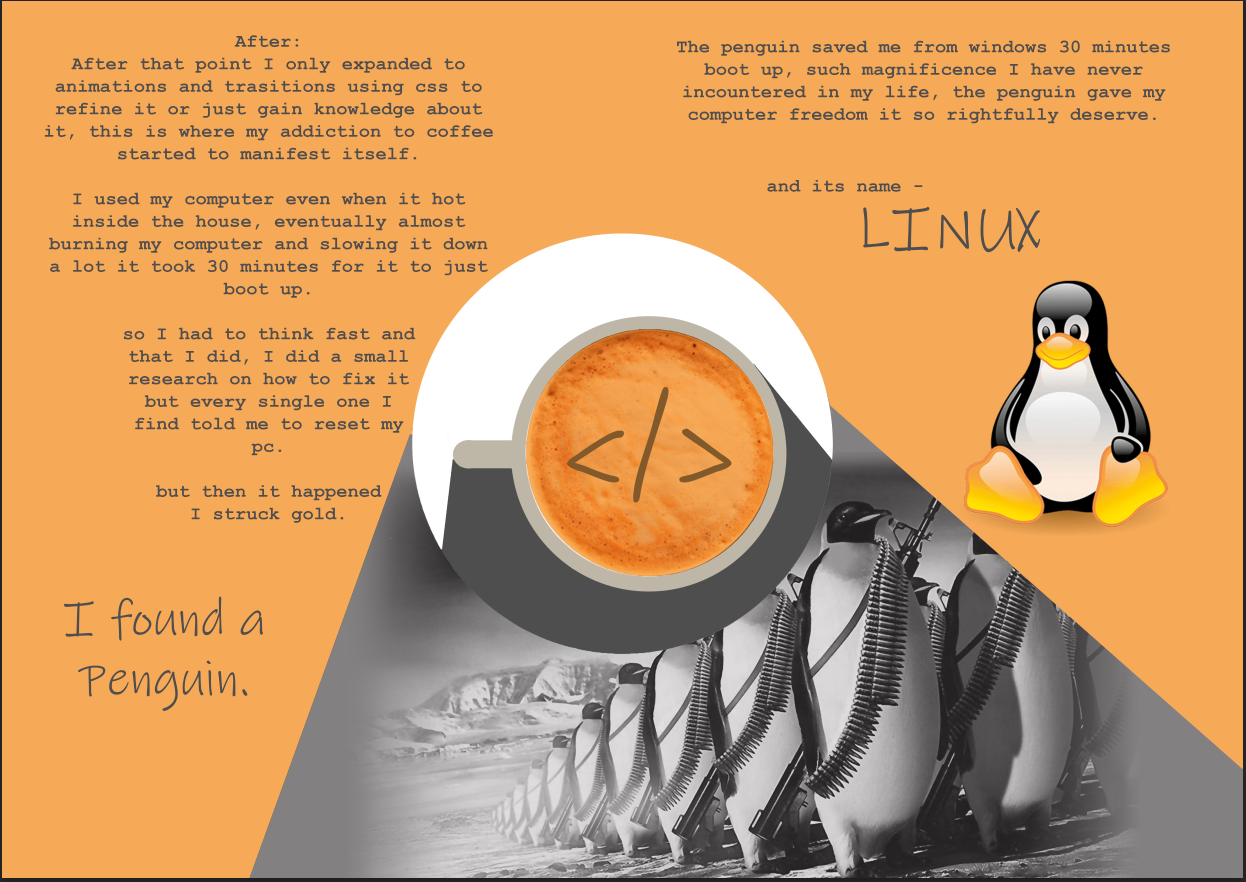 After:
After that point I only expanded to
animations and trasitions using css to
refine it or just gain knowledge about
it, this is where my addiction to coffee
started to manifest itself.
I used my computer even when it hot
inside the house, eventually almost
burning my computer and slowing it down
a lot it took 30 minutes for it to just
boot up.
so I had to think fast and
that I did, I did a small
research on how to fix it
but every single one I
find told me to reset my
pc.
but then it happened
I struck gold.
I found a
Penguin.
</>
The penguin saved me from windows 30 minutes
boot up, such magnificence I have never
incountered in my life, the penguin gave my
computer freedom it so rightfully deserve.
and its name -
LINUX